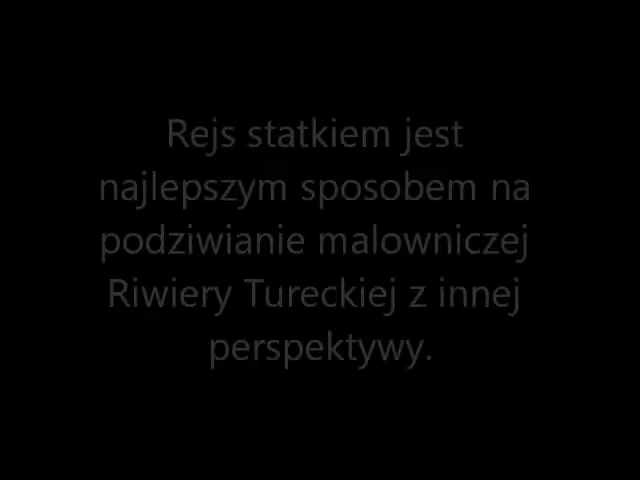 Rejs statkiem jest
najlepszym sposobem na
podziwianie malowniczej
Riwiery Tureckiej z innej
perspektywy.